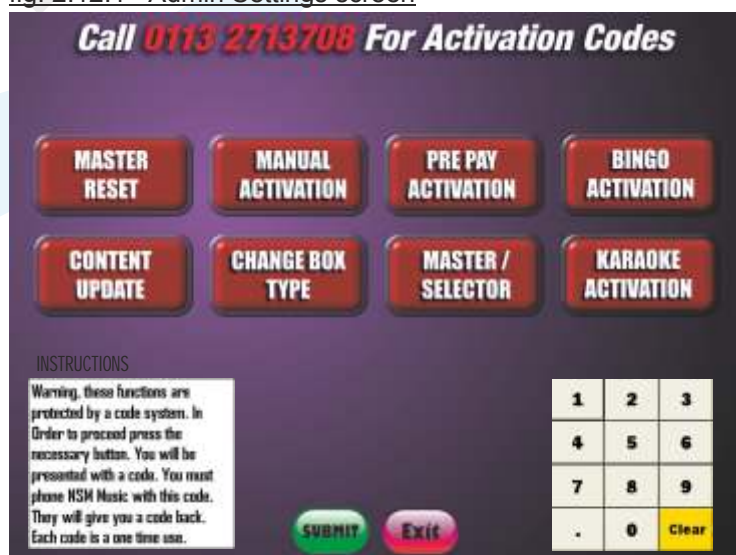 fig. 2.12.1 - Admin Settings screen
Call 0113 2713708 For Activation Codes
MASTER RESET
MANUAL ACTIVATION
PRE PAY ACTIVATION
BINGO ACTIVATION
CONTENT UPDATE
CHANGE BOX TYPE
MASTER / SELECTOR
KARAOKE ACTIVATION
INSTRUCTIONS
Warning, these functions are
protected by a code system. In
Order to proceed press the
necessary button. You will be
presented with a code. You must
phone NSM Music with this code.
They will give you a code back.
Each code is a one time use.
1 2 3
4 5 6
7 8 9
. 0 Clear
SUBMIT Exit